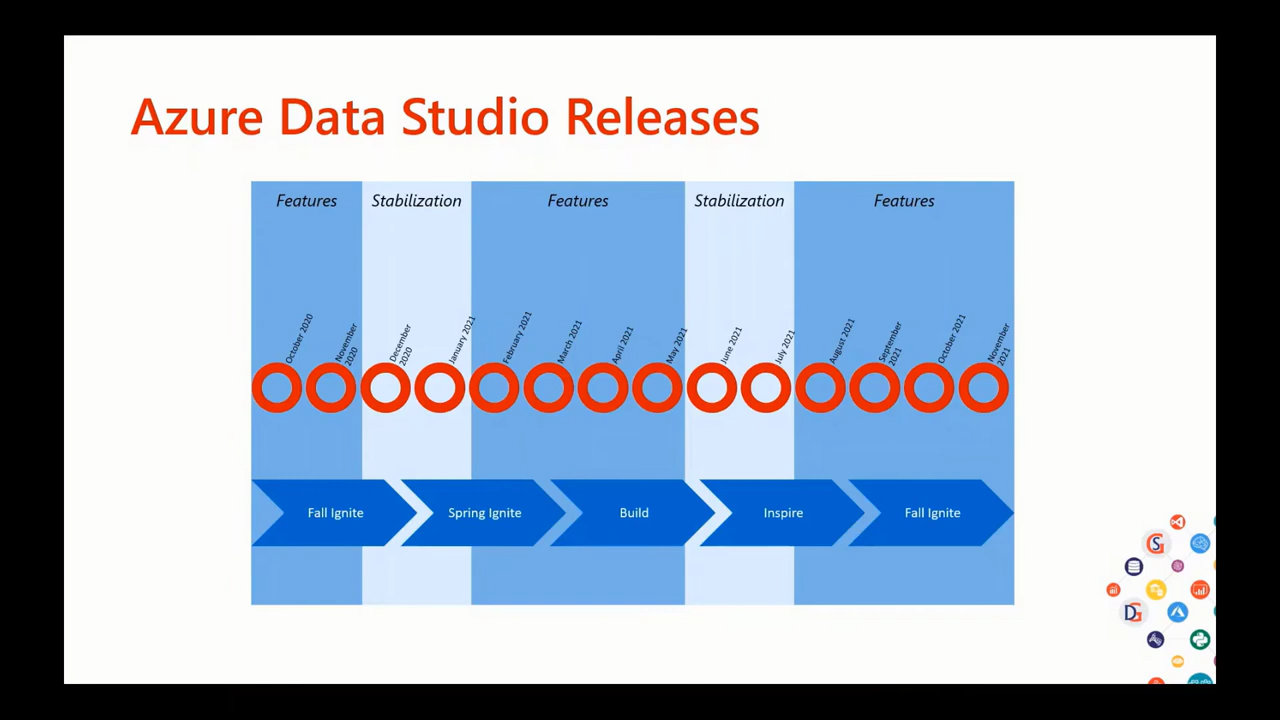 Azure Data Studio Releases
Features
Stabilization
Features
Stabilization
Features
October 2020
November
2020
December
2020
January 2021
February 2021
March 2021
April 2021
May 2021
June 2021
July 2021
August 2021
September
2021
October 2021
November
2021
Fall Ignite
Spring Ignite
Build
Inspire
Fall Ignite
SG
DG